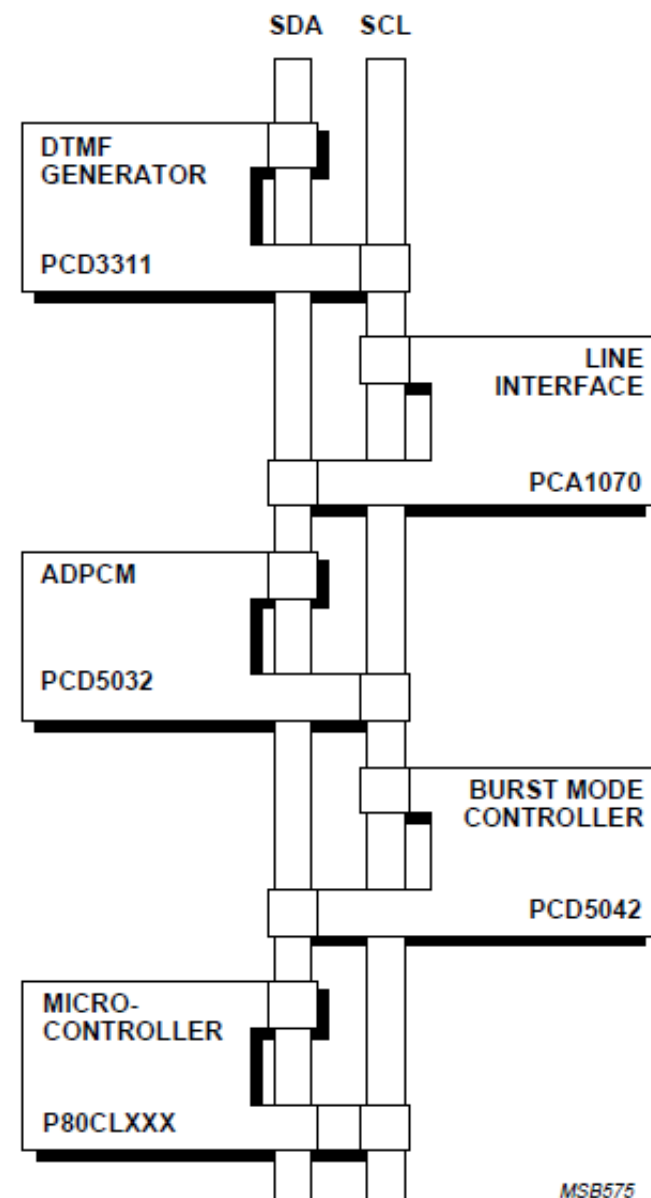 SDA SCL
DTMF
GENERATOR
PCD3311
LINE
INTERFACE
PCA1070
ADPCM
PCD5032
BURST MODE
CONTROLLER
PCD5042
MICRO-
CONTROLLER
P80CLXXX
MSB575